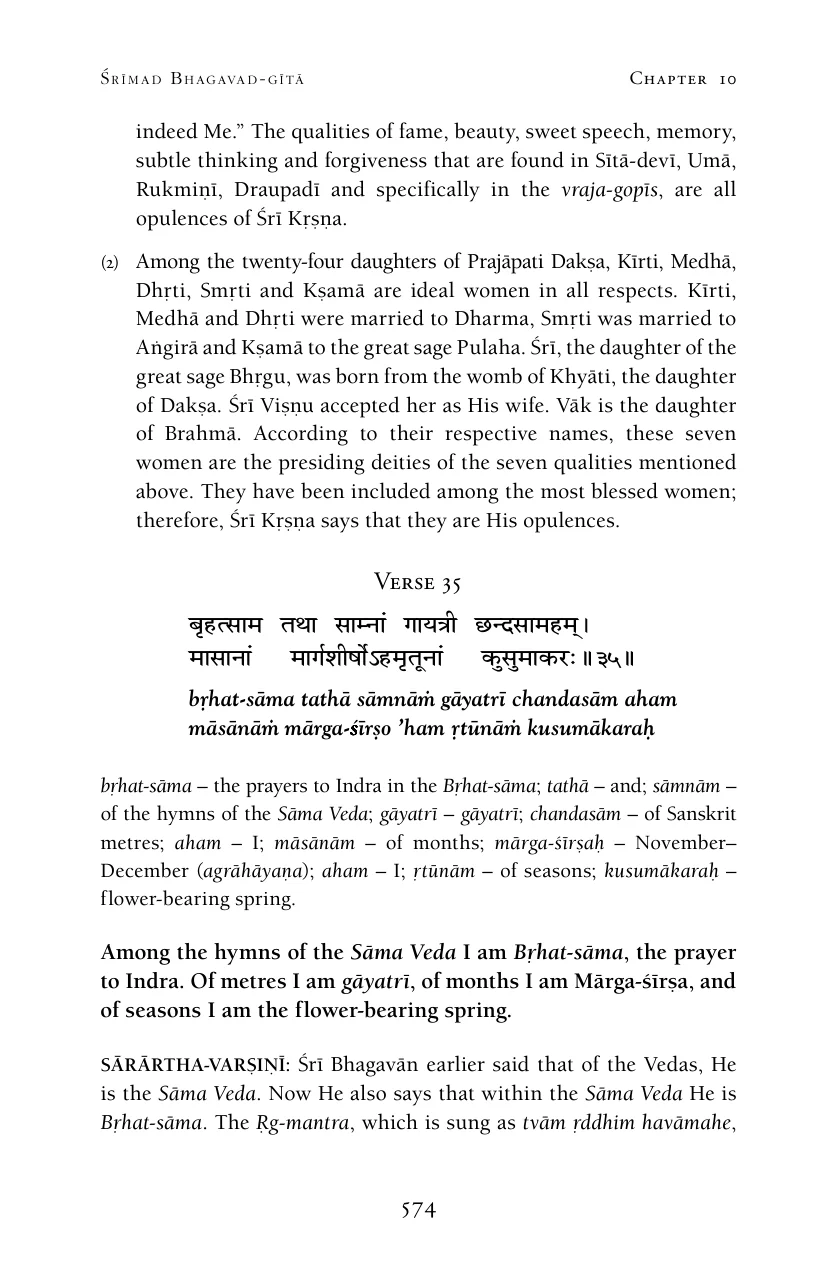 Śrīmad Bhagavad-gītā Chapter 10
indeed Me.” The qualities of fame, beauty, sweet speech, memory,
subtle thinking and forgiveness that are found in Sītā-devī, Umā,
Rukmiṇī, Draupadī and specifically in the vraja-gopīs, are all
opulences of Śrī Kṛṣṇa.
(2) Among the twenty-four daughters of Prajāpati Dakṣa, Kīrti, Medhā,
Dhṛti, Smṛti and Kṣamā are ideal women in all respects. Kīrti,
Medhā and Dhṛti were married to Dharma, Smṛti was married to
Aṅgirā and Kṣamā to the great sage Pulaha. Śrī, the daughter of the
great sage Bhṛgu, was born from the womb of Khyāti, the daughter
of Dakṣa. Śrī Viṣṇu accepted her as His wife. Vāk is the daughter
of Brahmā. According to their respective names, these seven
women are the presiding deities of the seven qualities mentioned
above. They have been included among the most blessed women;
therefore, Śrī Kṛṣṇa says that they are His opulences.
Verse 35
बृहत्साम तथा साम्नां गायत्री छन्दसामहम्।
मासानां मार्गशीर्षोऽहमृतूनां कुसुमाकरः॥३५॥
bṛhat-sāma tathā sāmnāṁ gāyatrī chandasām aham
māsānāṁ mārga-śīrṣo ’ham ṛtūnāṁ kusumākaraḥ
bṛhat-sāma – the prayers to Indra in the Bṛhat-sāma; tathā – and; sāmnām –
of the hymns of the Sāma Veda; gāyatrī – gāyatrī; chandasām – of Sanskrit
metres; aham – I; māsānām – of months; mārga-śīrṣaḥ – November–
December (agrāhāyaṇa); aham – I; ṛtūnām – of seasons; kusumākaraḥ –
flower-bearing spring.
Among the hymns of the Sāma Veda I am Bṛhat-sāma, the prayer
to Indra. Of metres I am gāyatrī, of months I am Mārga-śīrṣa, and
of seasons I am the flower-bearing spring.
SĀRĀRTHA-VARṢIṆĪ: Śrī Bhagavān earlier said that of the Vedas, He
is the Sāma Veda. Now He also says that within the Sāma Veda He is
Bṛhat-sāma. The Ṛg-mantra, which is sung as tvām ṛddhim havāmahe,
574